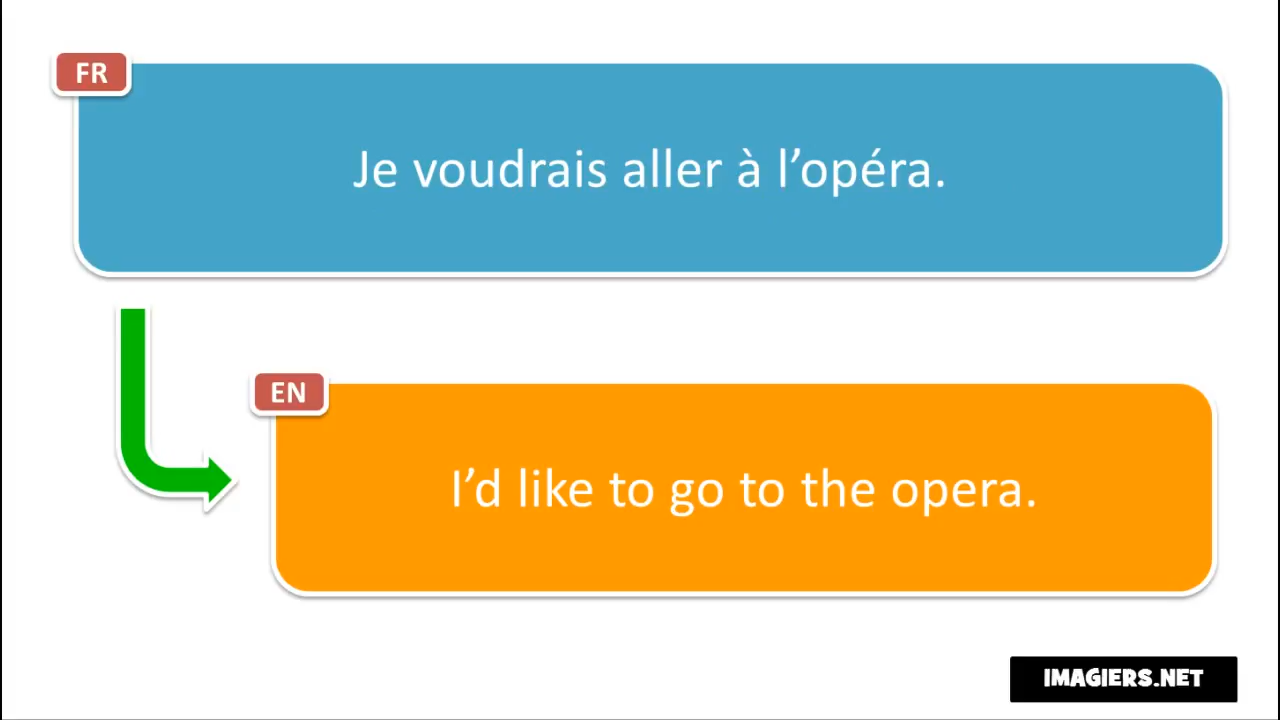 FR
Je voudrais aller à l’opéra.
EN
I’d like to go to the opera.
IMAGIERS.NET